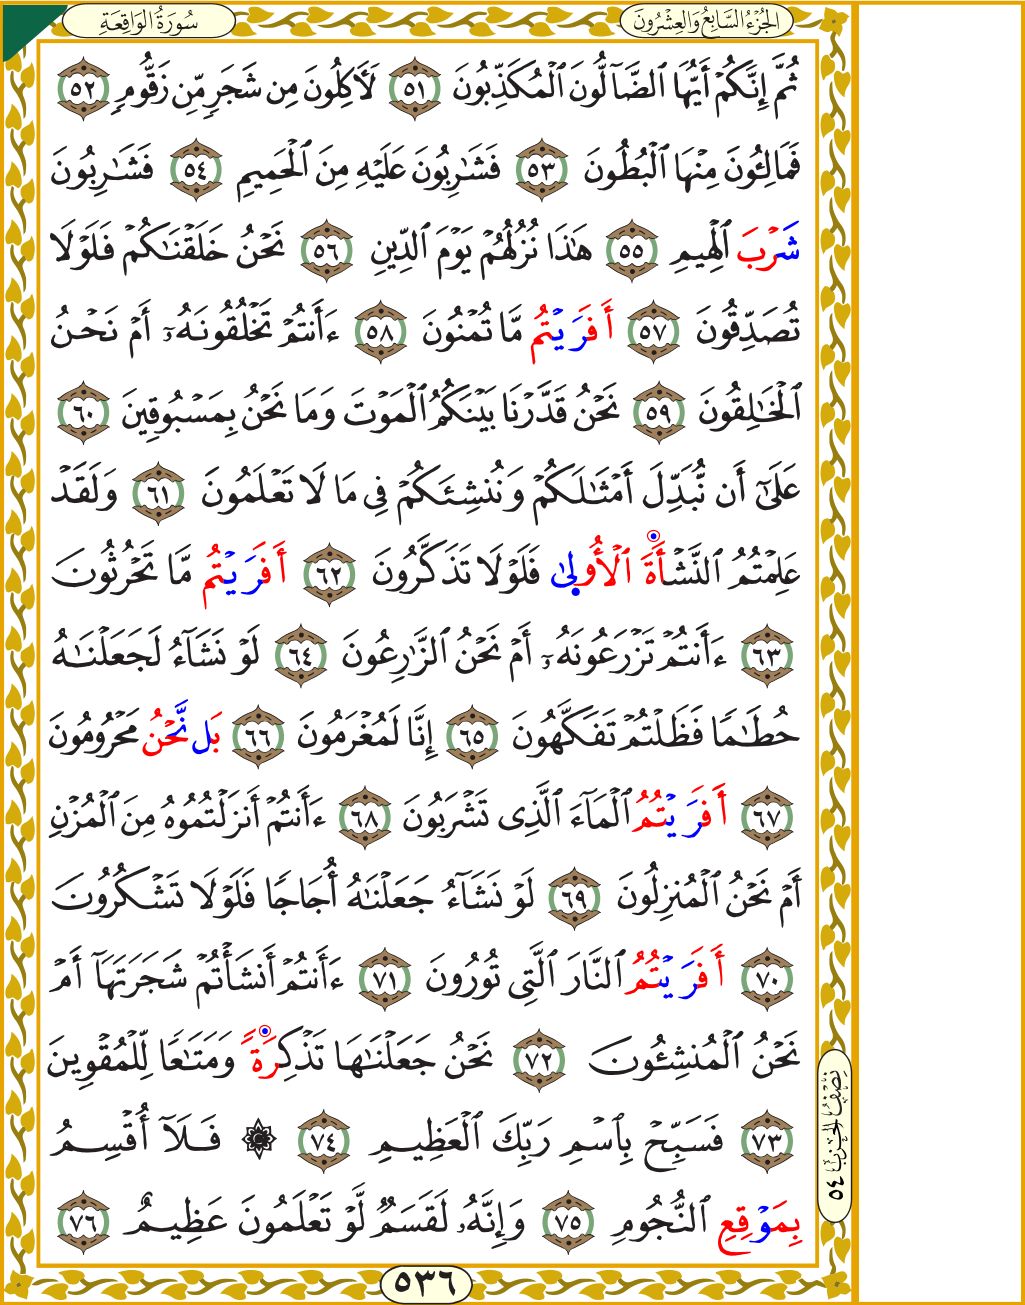 سُورَةُ الْوَاقِعَةِ
الجُزْءُ السَّابِعُ وَالعِشْرُونَ
ثُمَّ إِنَّكُمْ أَيُّهَا ٱلضَّآلُّونَ ٱلْمُكَذِّبُونَ ٥١ لَأٓكِلُونَ مِن شَجَرٍ مِّن زَقُّومٍ ٥٢
فَمَالِـُٔونَ مِنْهَا ٱلْبُطُونَ ٥٣ فَشَٰرِبُونَ عَلَيْهِ مِنَ ٱلْحَمِيمِ ٥٤ فَشَٰرِبُونَ
شَرْبَ ٱلْهِيمِ ٥٥ هَٰذَا نُزُلُهُمْ يَوْمَ ٱلدِّينِ ٥٦ نَحْنُ خَلَقْنَٰكُمْ فَلَوْلَا
تُصَدِّقُونَ ٥٧ أَفَرَيْتُم مَّا تُمْنُونَ ٥٨ ءَأَنتُمْ تَخْلُقُونَهُۥٓ أَمْ نَحْنُ
ٱلْخَٰلِقُونَ ٥٩ نَحْنُ قَدَّرْنَا بَيْنَكُمُ ٱلْمَوْتَ وَمَا نَحْنُ بِمَسْبُوقِينَ ٦٠
عَلَىٰٓ أَن نُّبَدِّلَ أَمْثَٰلَكُمْ وَنُنشِئَكُمْ فِى مَا لَا تَعْلَمُونَ ٦١ وَلَقَدْ
عَلِمْتُمُ ٱلنَّشْأَةَ ٱلْأُولَىٰ فَلَوْلَا تَذَكَّرُونَ ٦٢ أَفَرَيْتُم مَّا تَحْرُثُونَ
٦٣ ءَأَنتُمْ تَزْرَعُونَهُۥٓ أَمْ نَحْنُ ٱلزَّٰرِعُونَ ٦٤ لَوْ نَشَآءُ لَجَعَلْنَٰهُ
حُطَٰمًا فَظَلْتُمْ تَفَكَّهُونَ ٦٥ إِنَّا لَمُغْرَمُونَ ٦٦ بَل نَّحْنُ مَحْرُومُونَ
٦٧ أَفَرَيْتُمُ ٱلْمَآءَ ٱلَّذِى تَشْرَبُونَ ٦٨ ءَأَنتُمْ أَنزَلْتُمُوهُ مِنَ ٱلْمُزْنِ
أَمْ نَحْنُ ٱلْمُنزِلُونَ ٦٩ لَوْ نَشَآءُ جَعَلْنَٰهُ أُجَاجًا فَلَوْلَا تَشْكُرُونَ
٧٠ أَفَرَيْتُمُ ٱلنَّارَ ٱلَّتِى تُورُونَ ٧١ ءَأَنتُمْ أَنشَأْتُمْ شَجَرَتَهَآ أَمْ
نَحْنُ ٱلْمُنشِـُٔونَ ٧٢ نَحْنُ جَعَلْنَٰهَا تَذْكِرَةً وَمَتَٰعًا لِّلْمُقْوِينَ
٧٣ فَسَبِّحْ بِٱسْمِ رَبِّكَ ٱلْعَظِيمِ ٧٤ ۞ فَلَآ أُقْسِمُ
بِمَوْقِعِ ٱلنُّجُومِ ٧٥ وَإِنَّهُۥ لَقَسَمٌ لَّوْ تَعْلَمُونَ عَظِيمٌ ٧٦
نِصْفُ الحِزْبِ ٥٤
٥٣٦